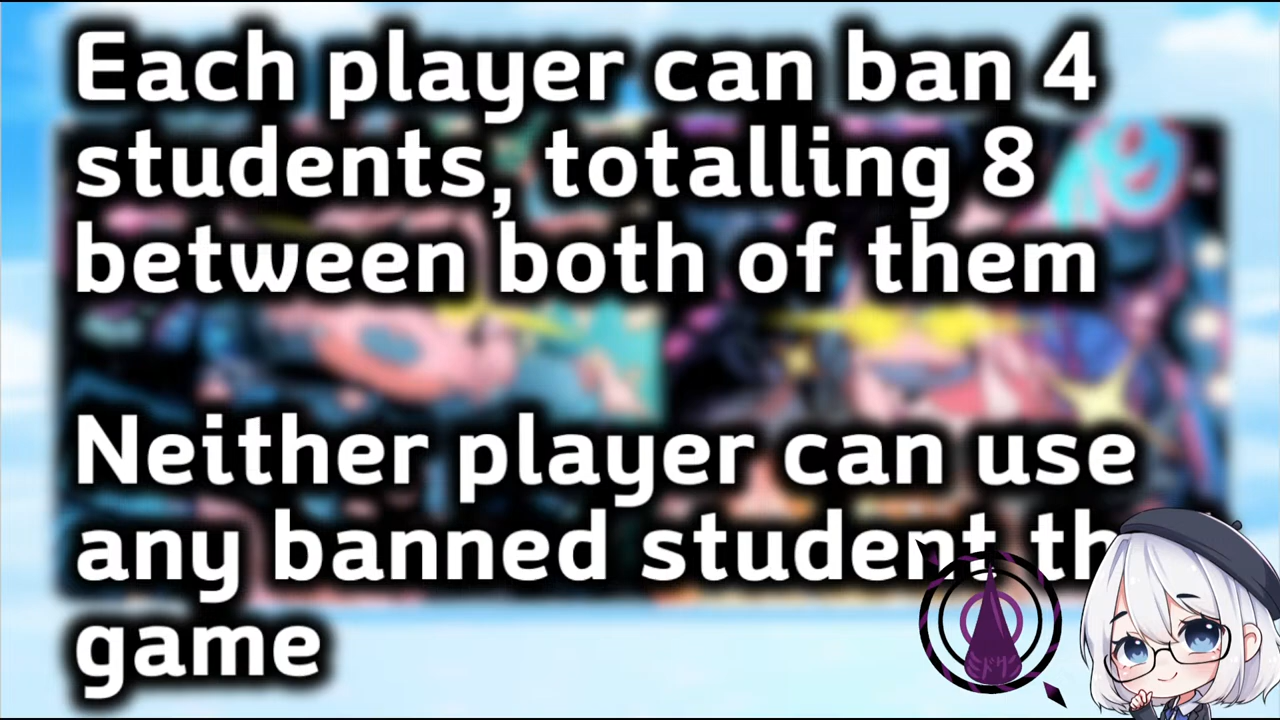 Each player can ban 4
students, totalling 8
between both of them
Neither player can use
any banned student
game